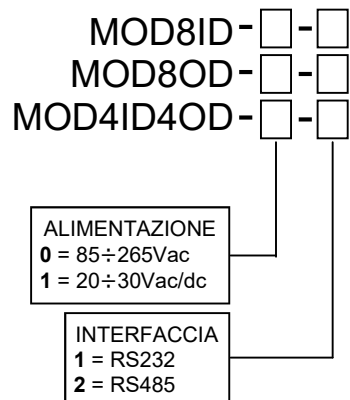 MOD8ID-□-□
MOD8OD-□-□
MOD4ID4OD-□-□
ALIMENTAZIONE
0 = 85÷265Vac
1 = 20÷30Vac/dc
INTERFACCIA
1 = RS232
2 = RS485